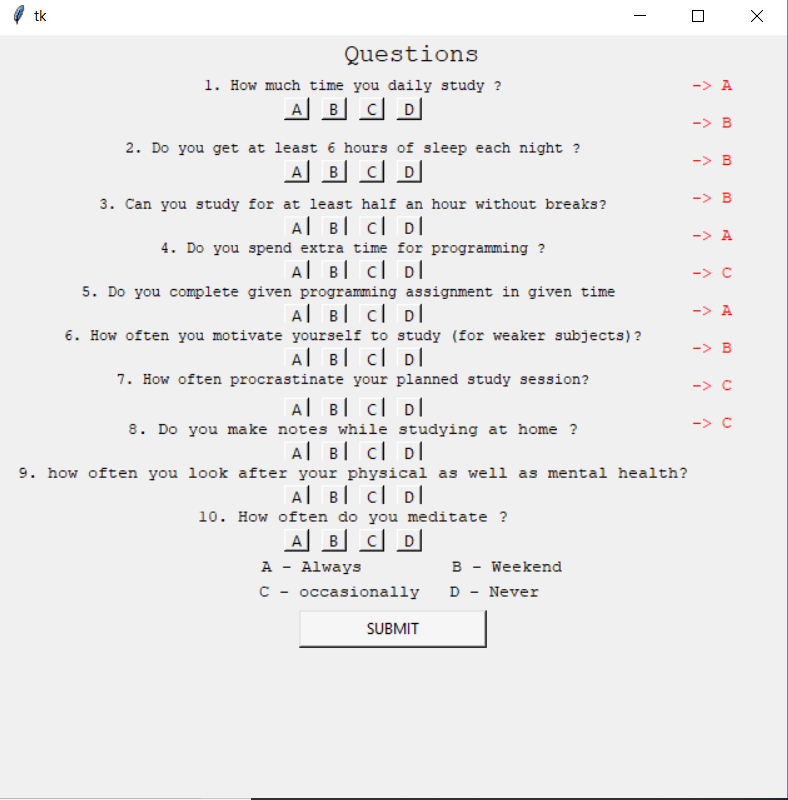 tk
Questions
1. How much time you daily study ?
-> A
A B C D
-> B
2. Do you get at least 6 hours of sleep each night ?
-> B
A B C D
3. Can you study for at least half an hour without breaks?
-> B
A B C D
-> A
4. Do you spend extra time for programming ?
A B C D
-> C
5. Do you complete given programming assignment in given time
A B C D
-> A
6. How often you motivate yourself to study (for weaker subjects)?
-> B
A B C D
7. How often procrastinate your planned study session?
-> C
A B C D
-> C
8. Do you make notes while studying at home ?
A B C D
9. how often you look after your physical as well as mental health?
A B C D
10. How often do you meditate ?
A B C D
A - Always B - Weekend
C - occasionally D - Never
SUBMIT